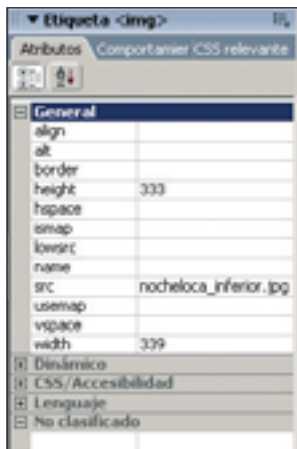 Etiqueta <img>
Atributos Comportamier CSS relevante
General
align
alt
border
height 333
hspace
ismap
lowsrc
name
src nocheloca_inferior.jpg
usemap
vspace
width 339
Dinámico
CSS/Accesibilidad
Lenguaje
No clasificado